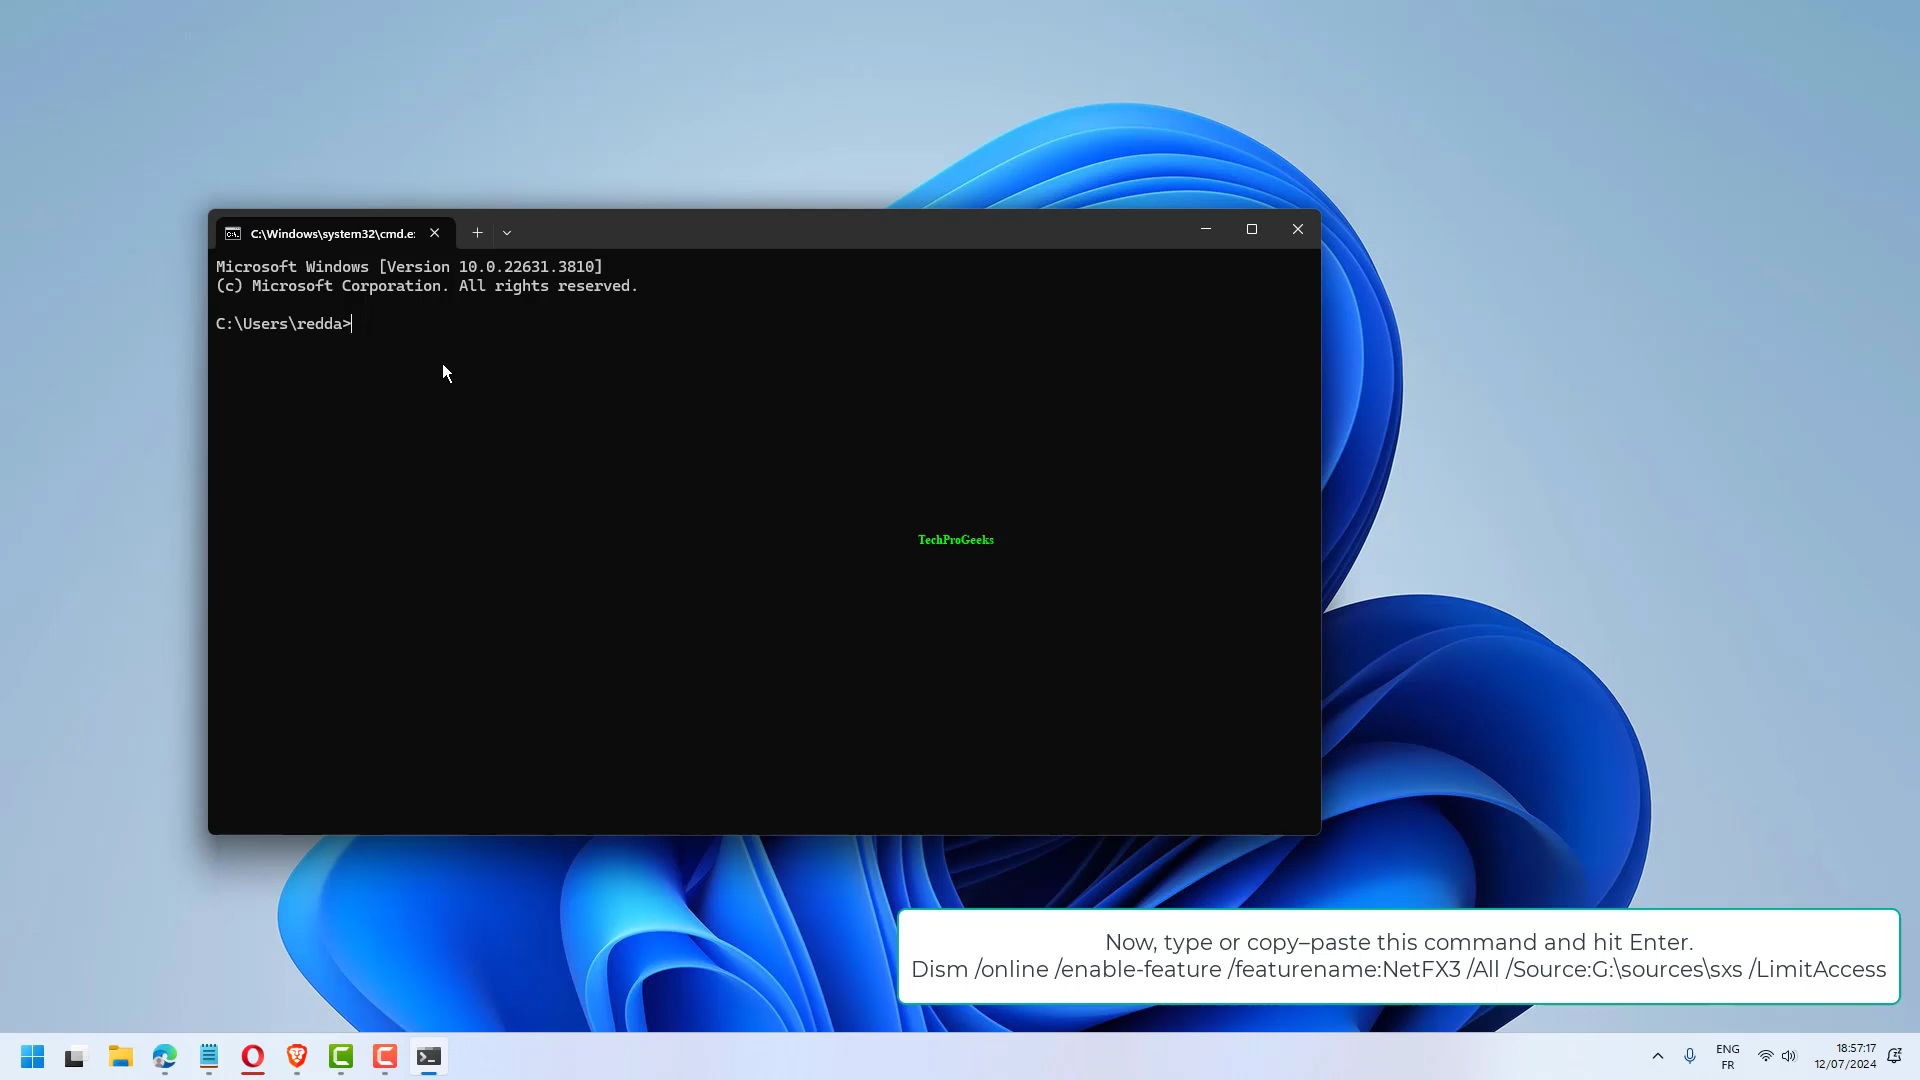 C:\Windows\system32\cmd.e:
Microsoft Windows [Version 10.0.22631.3810]
(c) Microsoft Corporation. All rights reserved.
C:\Users\redda>
TechProGeeks
Now, type or copy–paste this command and hit Enter.
Dism /online /enable-feature /featurename:NetFX3 /All /Source:G:\sources\sxs /LimitAccess
ENG
FR
18:57:17
12/07/2024